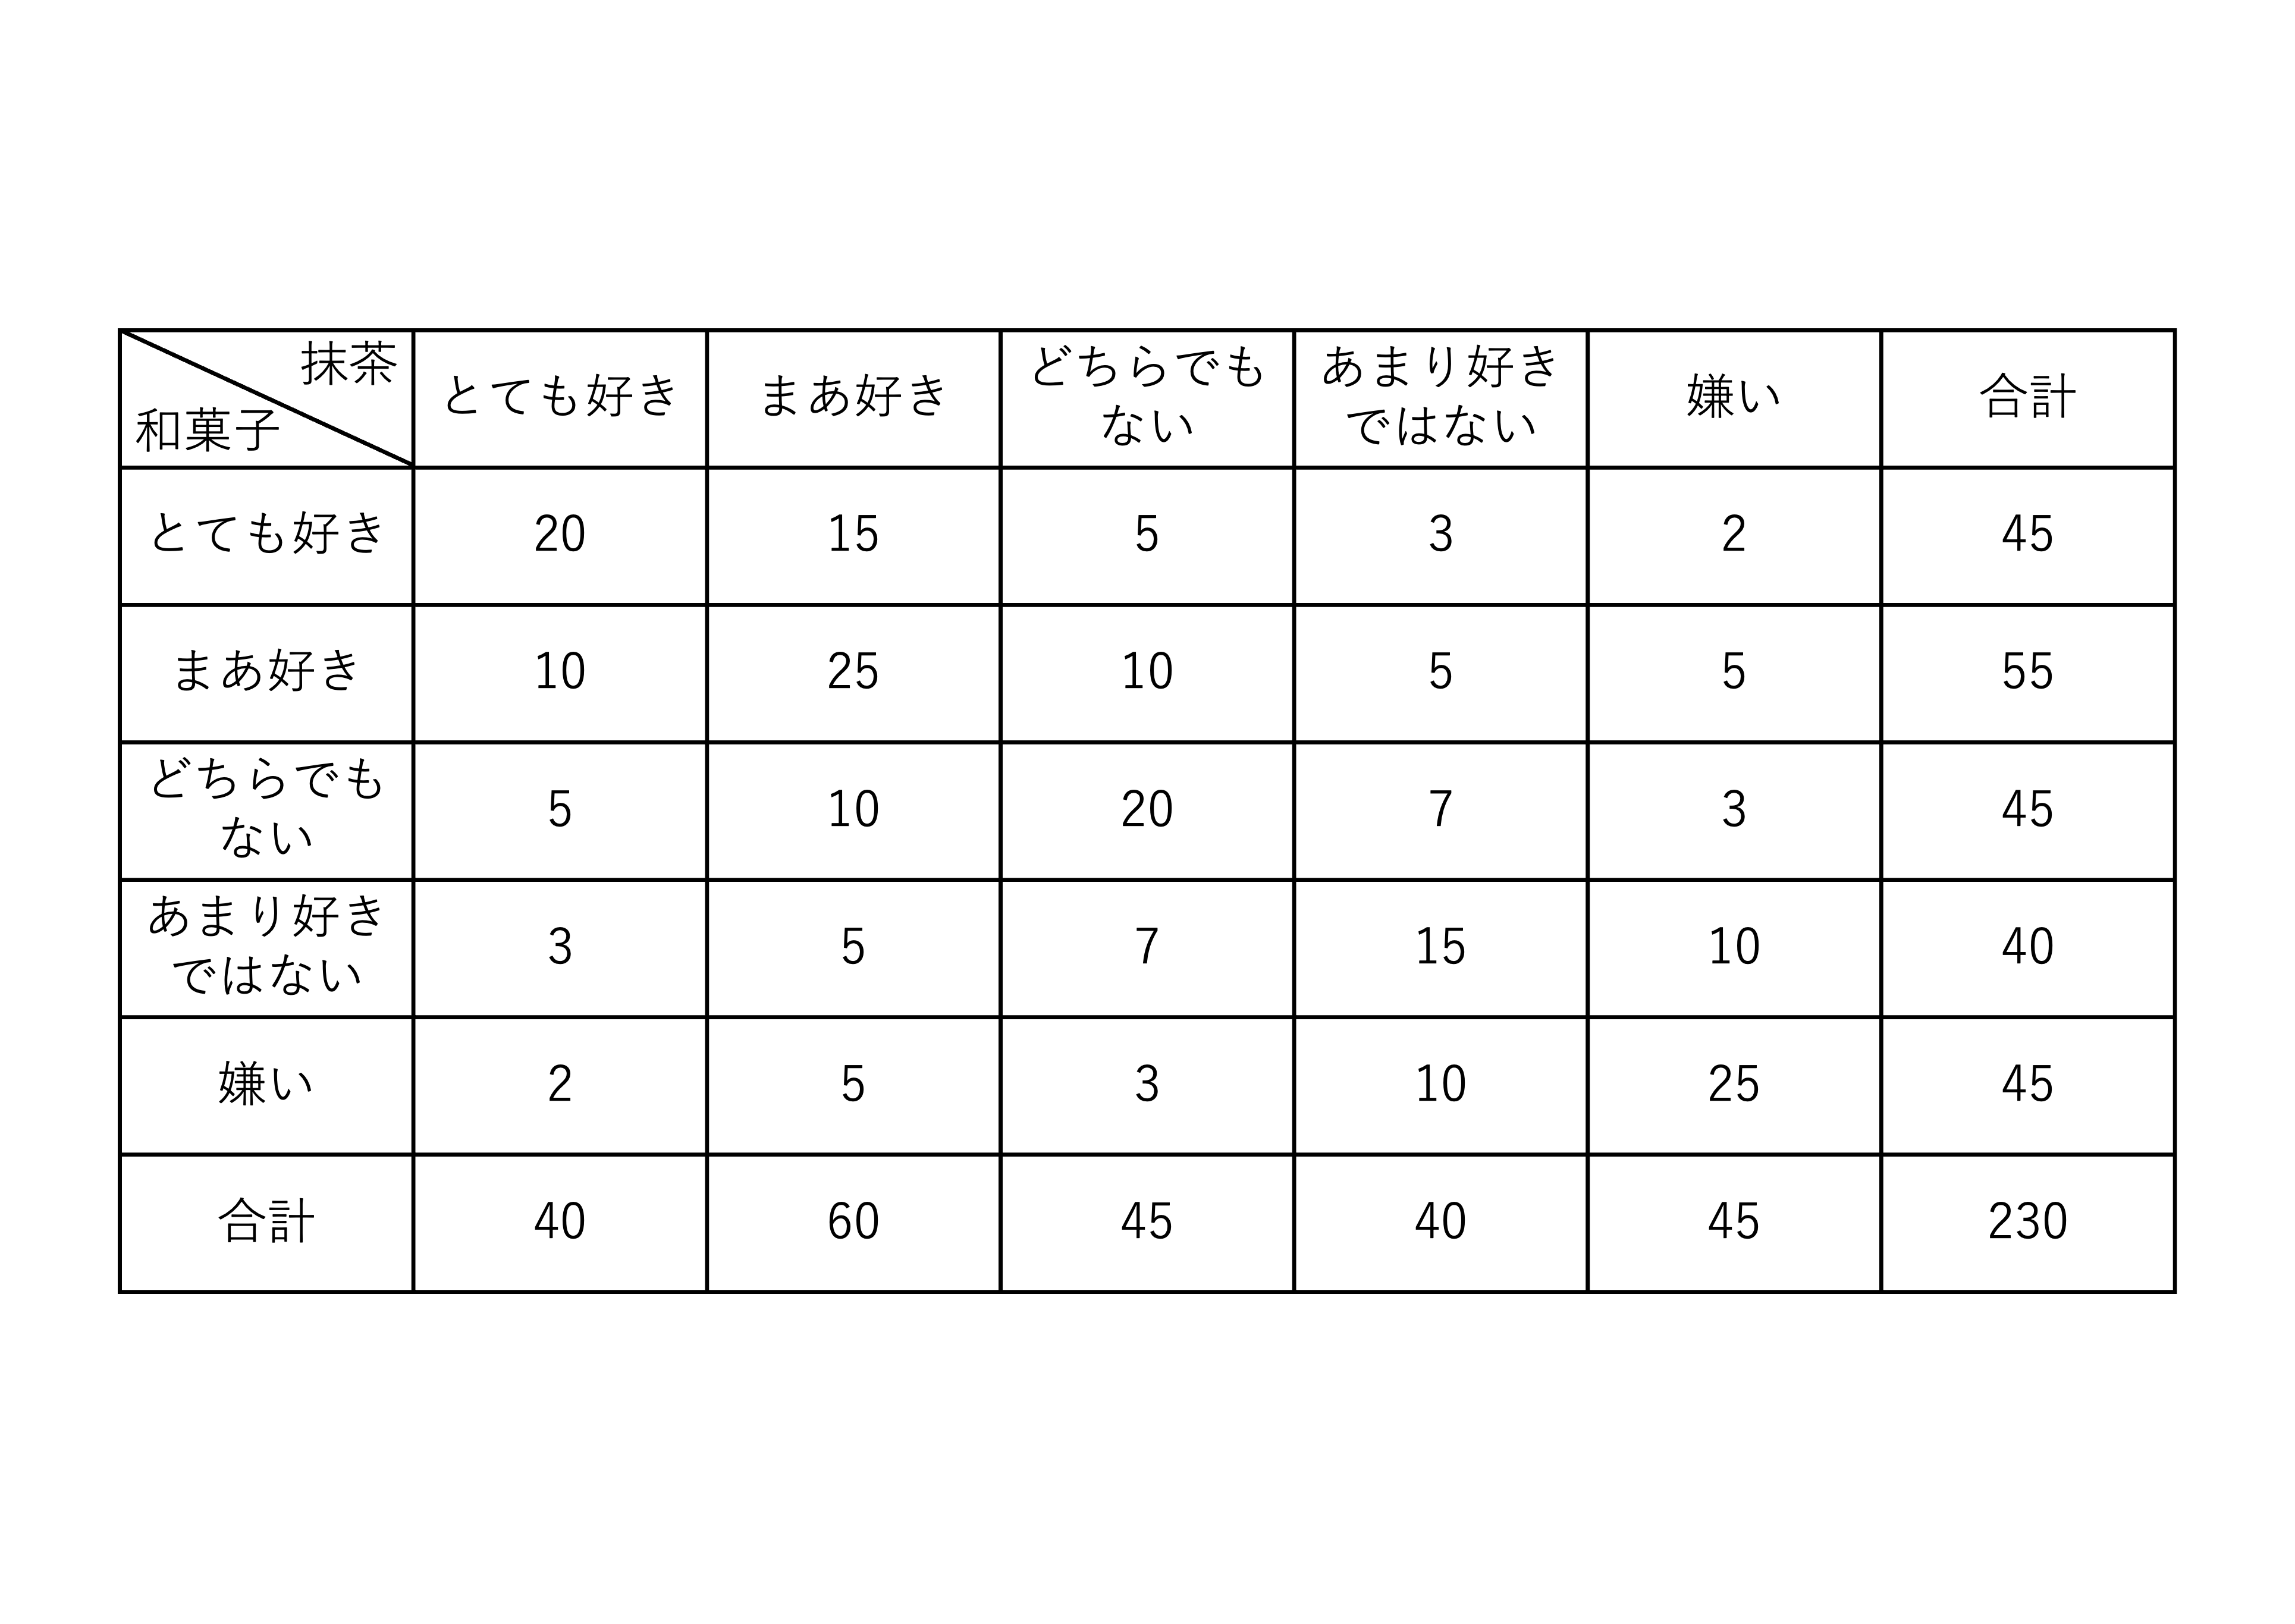 抹茶
和菓子
とても好き
まあ好き
どちらでも
ない
あまり好き
ではない
嫌い
合計
とても好き 20 15 5 3 2 45
まあ好き 10 25 10 5 5 55
どちらでも
ない 5 10 20 7 3 45
あまり好き
ではない 3 5 7 15 10 40
嫌い 2 5 3 10 25 45
合計 40 60 45 40 45 230